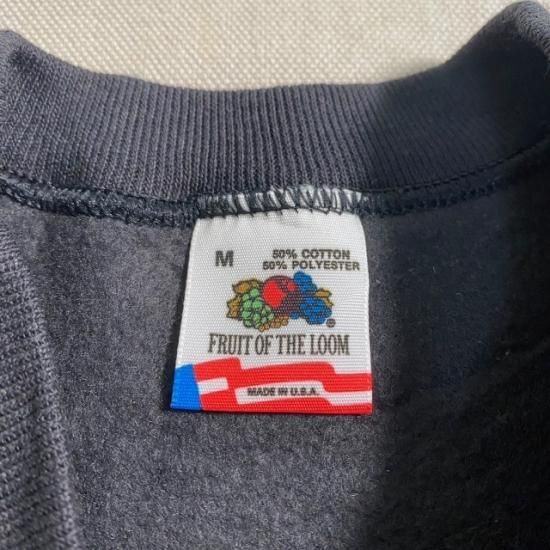 M
50% COTTON
50% POLYESTER
®
FRUIT OF THE LOOM
MADE IN U.S.A.